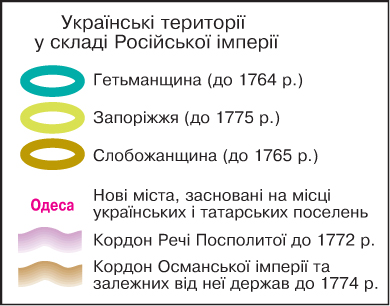 Українські території
у складі Російської імперії
Гетьманщина (до 1764 р.)
Запоріжжя (до 1775 р.)
Слобожанщина (до 1765 р.)
Одеса
Нові міста, засновані на місці
українських і татарських поселень
Кордон Речі Посполитої до 1772 р.
Кордон Османської імперії та
залежних від неї держав до 1774 р.